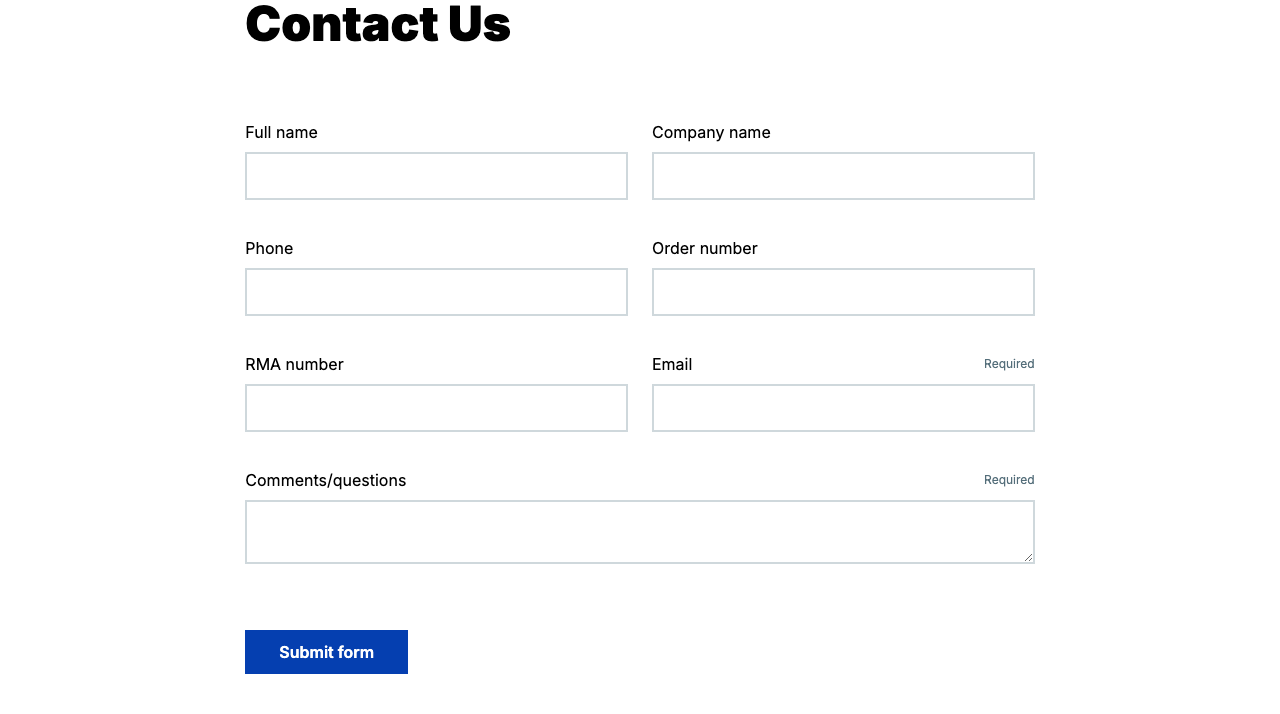 Contact Us
Full name
Company name
Phone
Order number
RMA number
Email
Required
Comments/questions
Required
Submit form